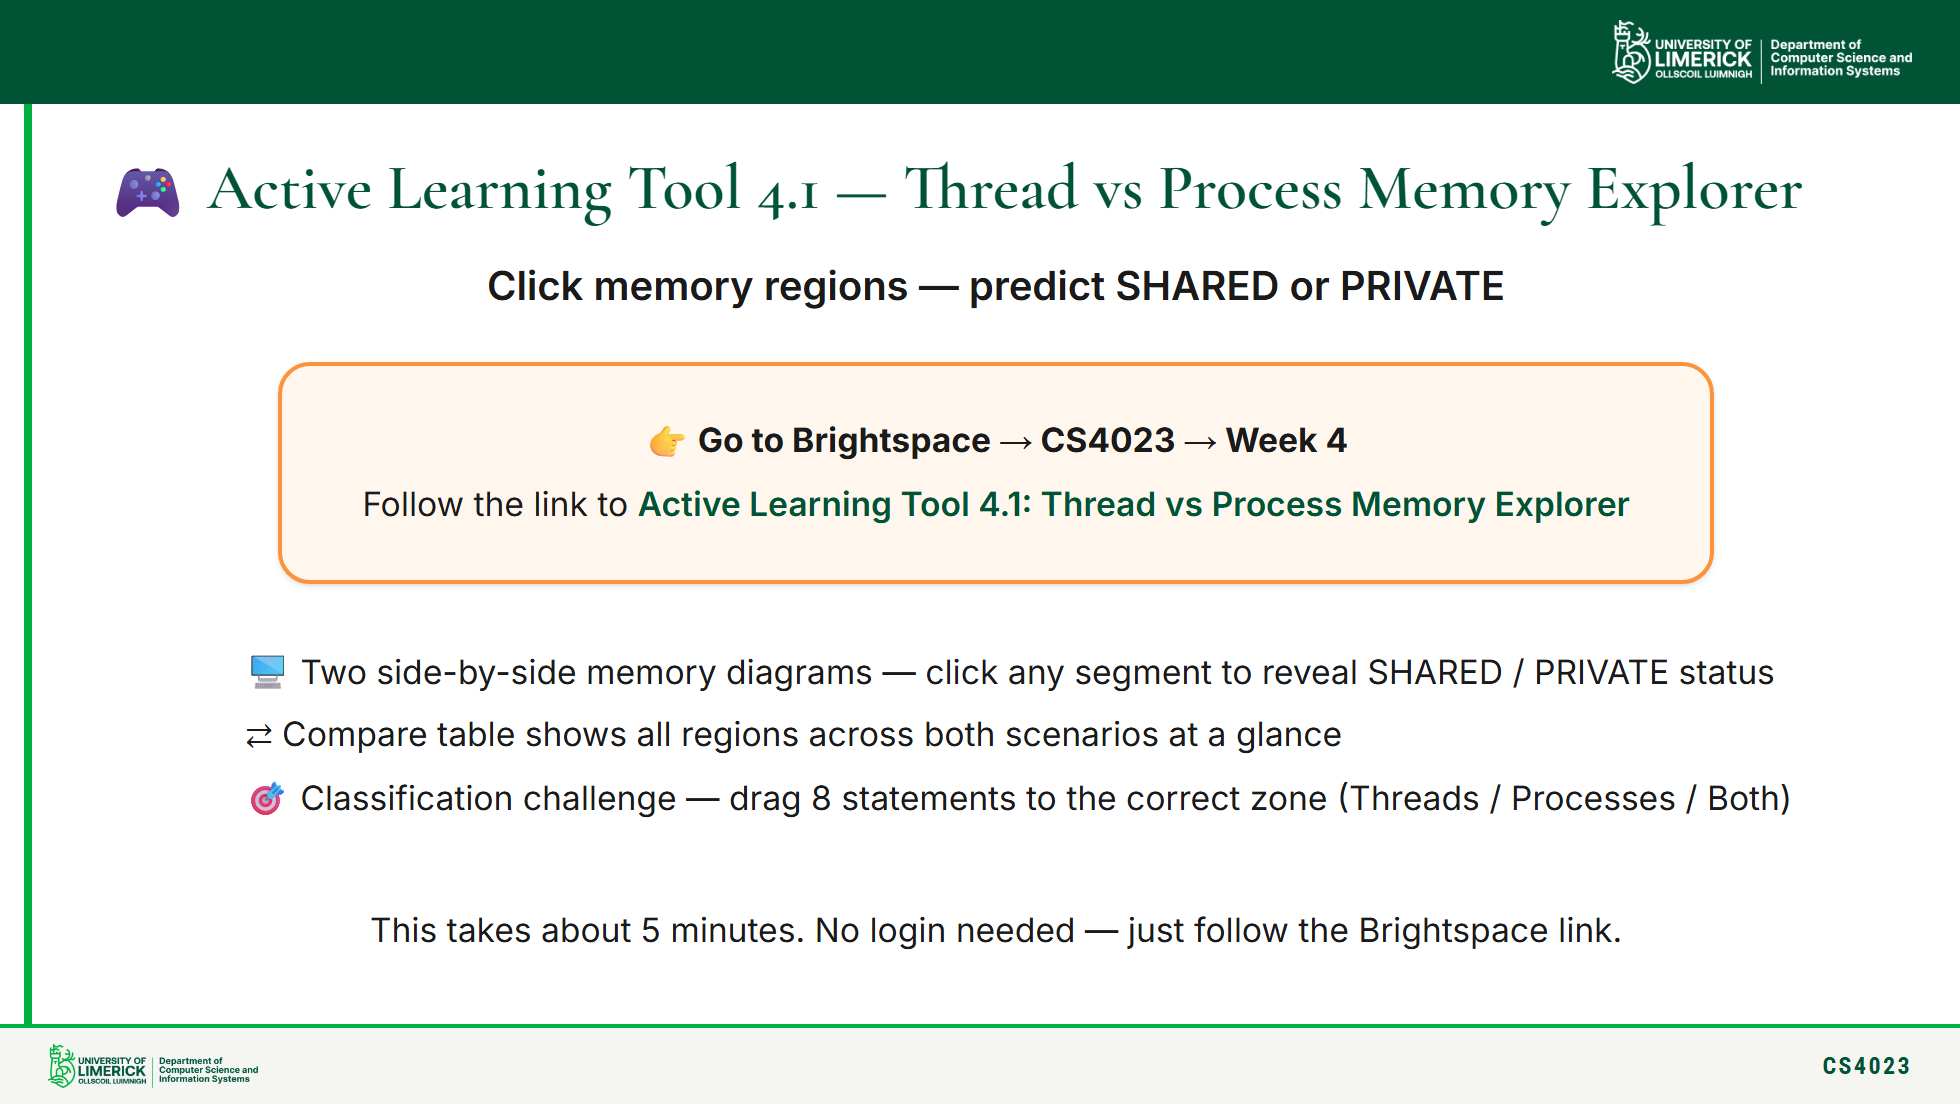 UNIVERSITY OF
LIMERICK
OLLSCOIL LUIMNIGH
Department of
Computer Science and
Information Systems
Active Learning Tool 4.1 — Thread vs Process Memory Explorer
Click memory regions — predict SHARED or PRIVATE
👉 Go to Brightspace → CS4023 → Week 4
Follow the link to Active Learning Tool 4.1: Thread vs Process Memory Explorer
🖥️ Two side-by-side memory diagrams — click any segment to reveal SHARED / PRIVATE status
⇄ Compare table shows all regions across both scenarios at a glance
🎯 Classification challenge — drag 8 statements to the correct zone (Threads / Processes / Both)
This takes about 5 minutes. No login needed — just follow the Brightspace link.
UNIVERSITY OF
LIMERICK
OLLSCOIL LUIMNIGH
Department of
Computer Science and
Information Systems
CS4023